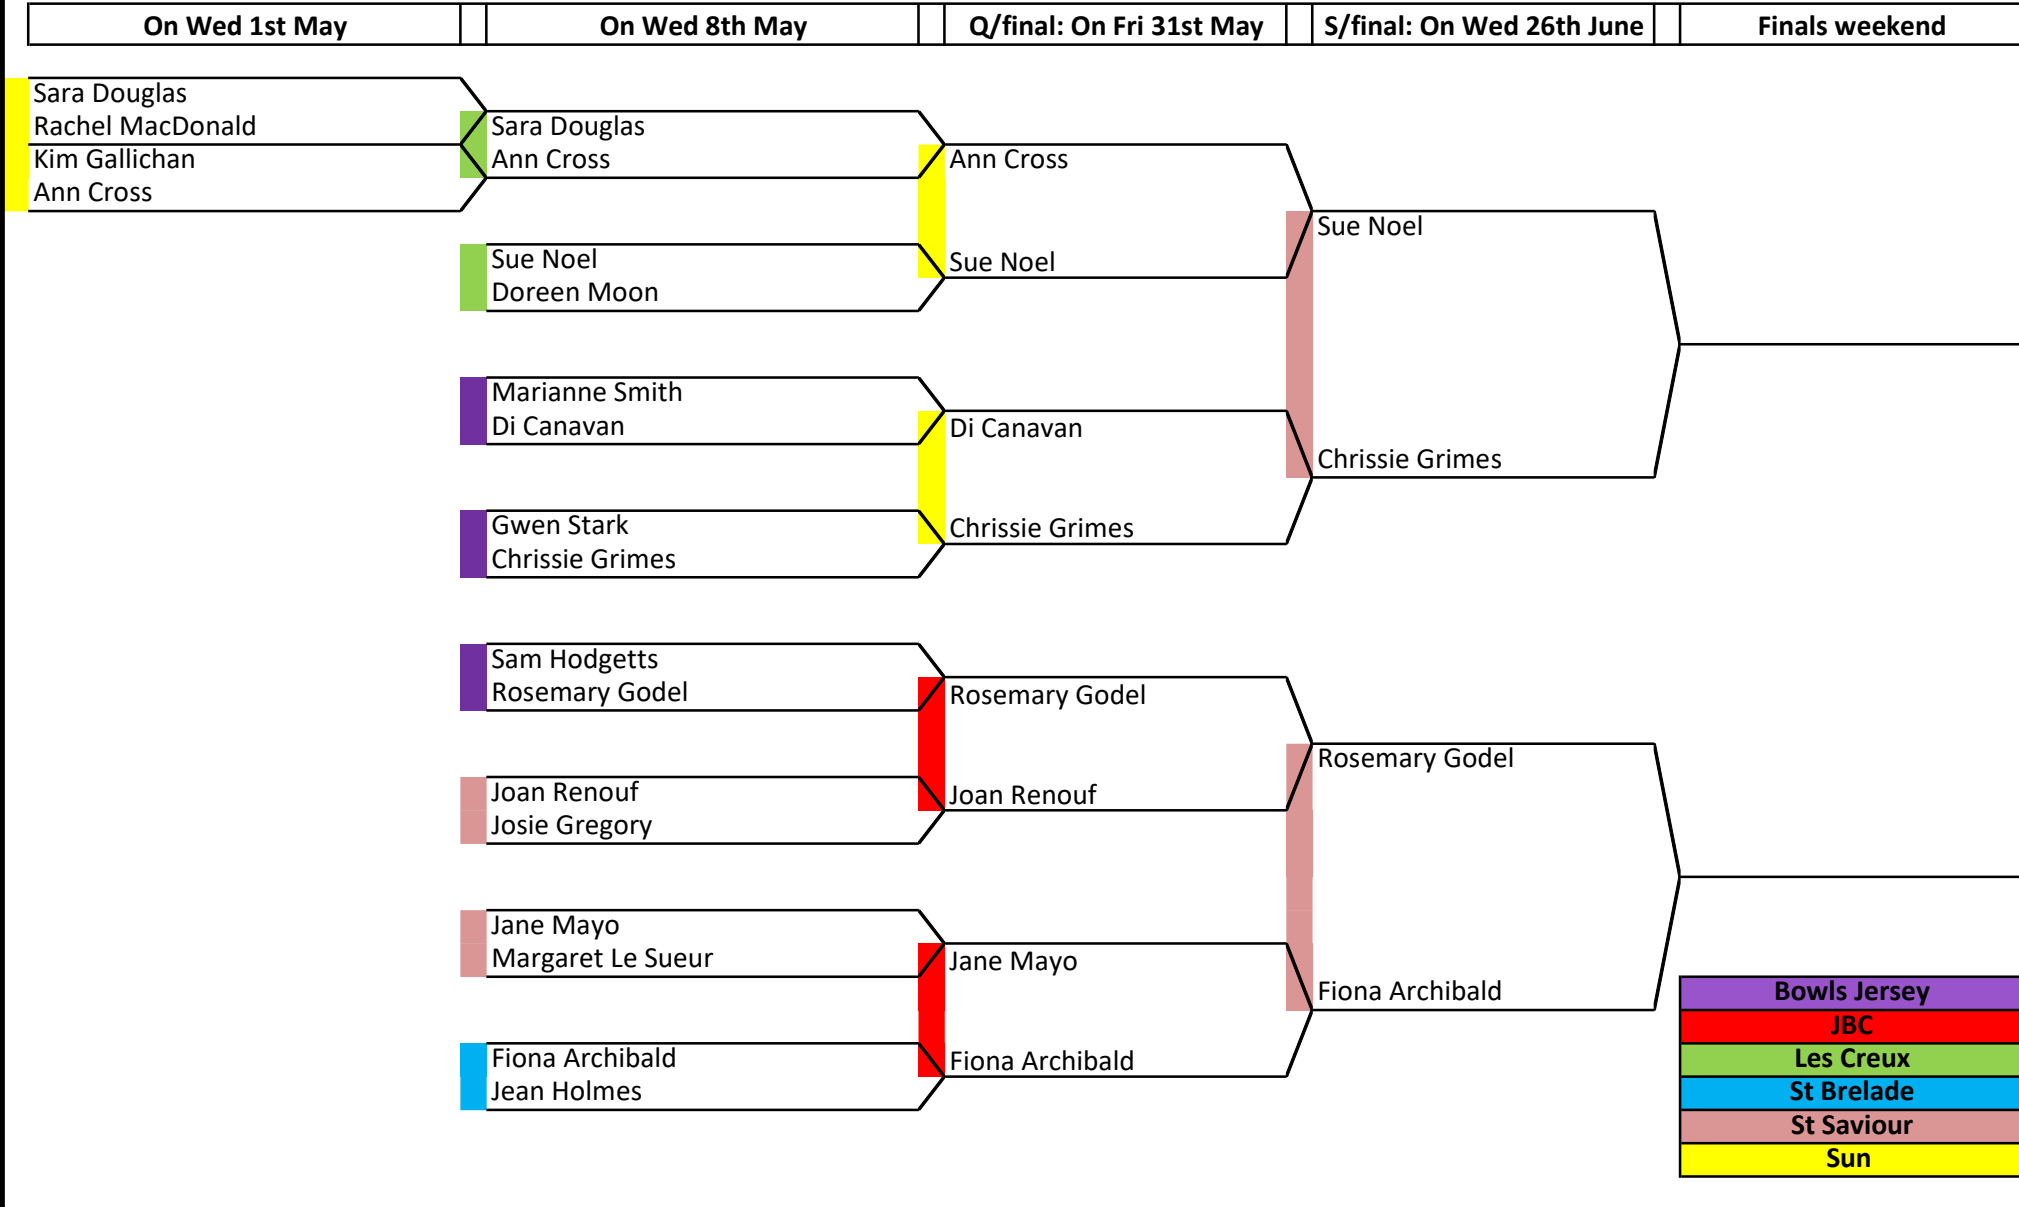 On Wed 1st May
On Wed 8th May
Q/final: On Fri 31st May
S/final: On Wed 26th June
Finals weekend
Sara Douglas
Rachel MacDonald
Kim Gallichan
Ann Cross
Sara Douglas
Ann Cross
Sue Noel
Doreen Moon
Marianne Smith
Di Canavan
Gwen Stark
Chrissie Grimes
Sam Hodgetts
Rosemary Godel
Joan Renouf
Josie Gregory
Jane Mayo
Margaret Le Sueur
Fiona Archibald
Jean Holmes
Ann Cross
Sue Noel
Di Canavan
Chrissie Grimes
Rosemary Godel
Joan Renouf
Jane Mayo
Fiona Archibald
Sue Noel
Chrissie Grimes
Rosemary Godel
Fiona Archibald
Bowls Jersey
JBC
Les Creux
St Brelade
St Saviour
Sun